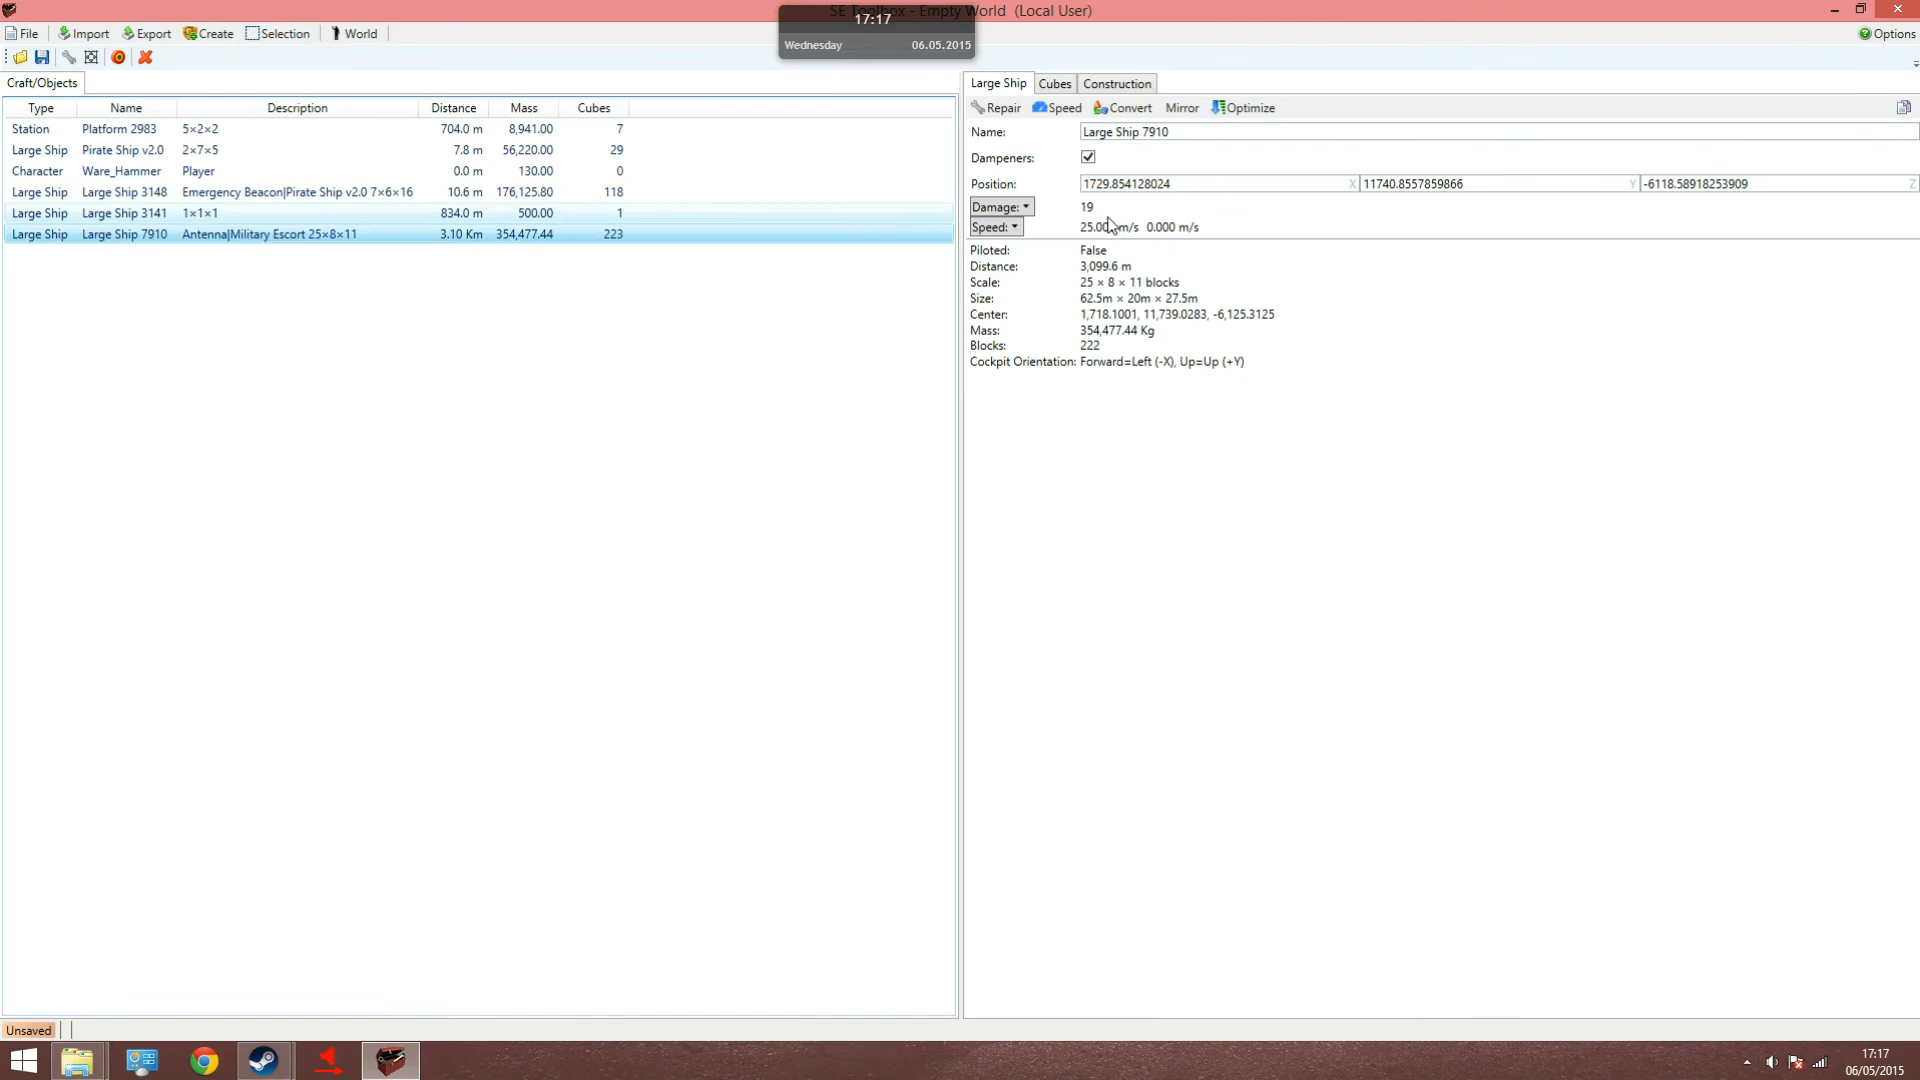 SE Toolbox - Empty World (Local User)
17:17
Wednesday 06.05.2015
File Import Export Create Selection World Options
Craft/Objects
Type Name Description Distance Mass Cubes
Station Platform 2983 5×2×2 704.0 m 8,941.00 7
Large Ship Pirate Ship v2.0 2×7×5 7.8 m 56,220.00 29
Character Ware_Hammer Player 0.0 m 130.00 0
Large Ship Large Ship 3148 Emergency Beacon|Pirate Ship v2.0 7×6×16 10.6 m 176,125.80 118
Large Ship Large Ship 3141 1×1×1 834.0 m 500.00 1
Large Ship Large Ship 7910 Antenna|Military Escort 25×8×11 3.10 Km 354,477.44 223
Large Ship Cubes Construction
Repair Speed Convert Mirror Optimize
Name: Large Ship 7910
Dampeners:
Position: 1729.854128024 X 11740.8557859866 Y -6118.58918253909 Z
Damage: 19
Speed: m/s 0.000 m/s
Piloted: False
Distance: 3,099.6 m
Scale: 25 × 8 × 11 blocks
Size: 62.5m × 20m × 27.5m
Center: 1,718.1001, 11,739.0283, -6,125.3125
Mass: 354,477.44 Kg
Blocks: 222
Cockpit Orientation: Forward=Left (-X), Up=Up (+Y)
Unsaved
17:17
06/05/2015